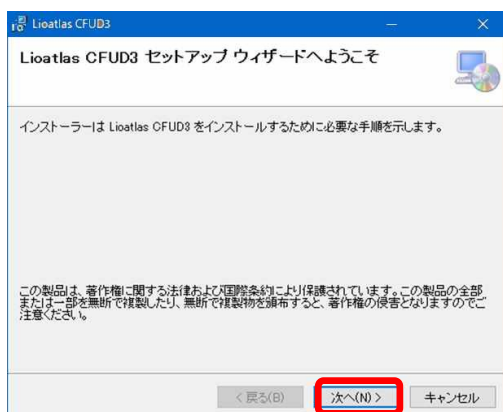 Lioatlas CFUD3
Lioatlas CFUD3 セットアップ ウィザードへようこそ
インストーラーは Lioatlas CFUD3 をインストールするために必要な手順を示します。
この製品は、著作権に関する法律および国際条約により保護されています。この製品の全部
または一部を無断で複製したり、無断で複製物を頒布すると、著作権の侵害となりますのでご
注意ください。
< 戻る(B)
次へ(N) >
キャンセル